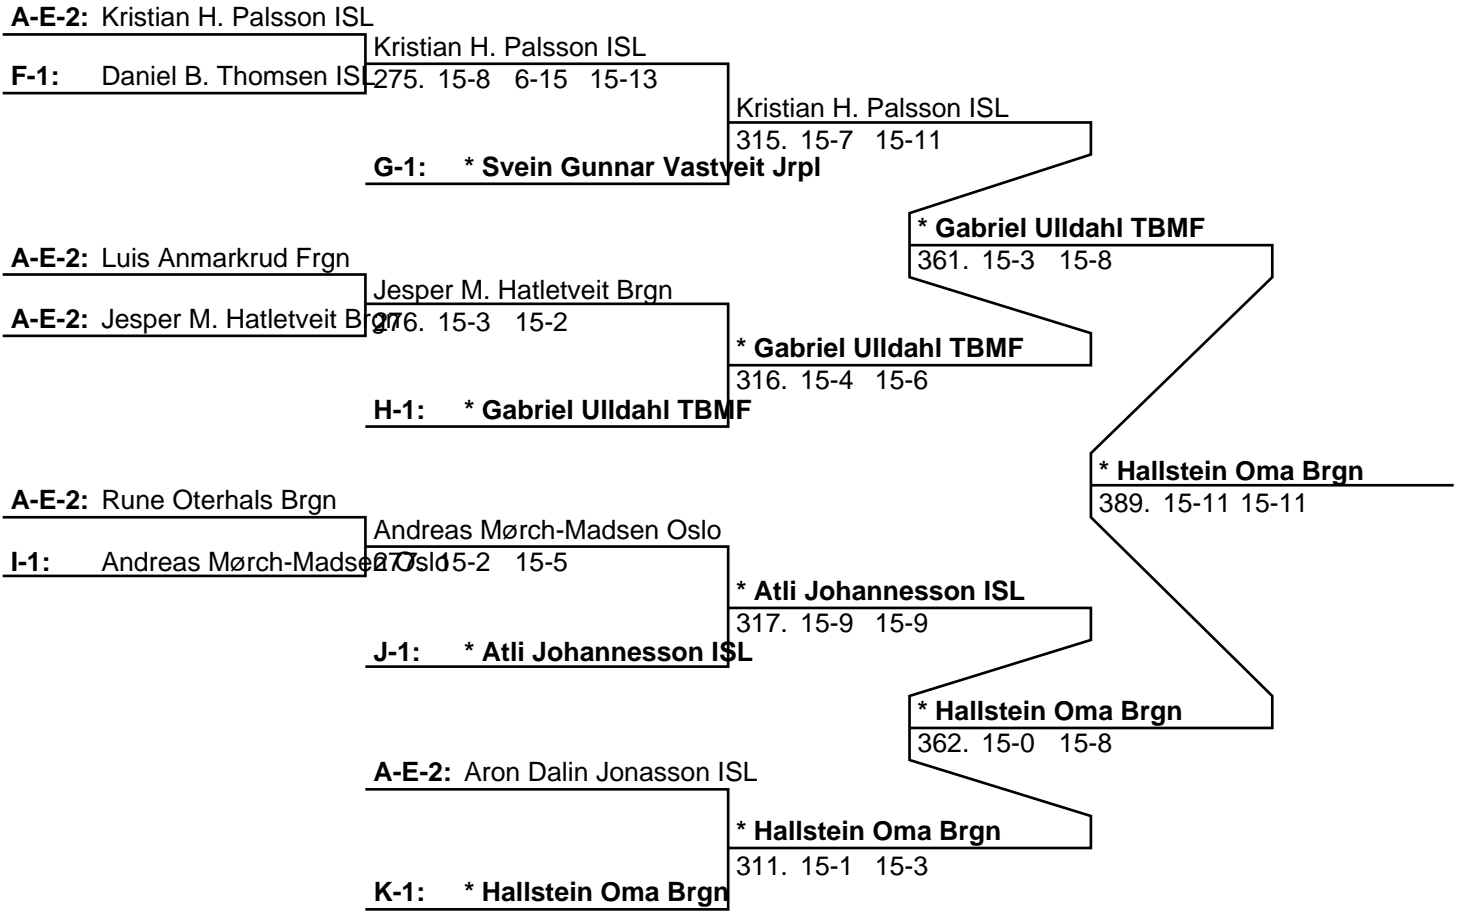 A-E-2: Kristian H. Palsson ISL
Kristian H. Palsson ISL
F-1: Daniel B. Thomsen ISL
275. 15-8 6-15 15-13
Kristian H. Palsson ISL
315. 15-7 15-11
G-1: * Svein Gunnar Vastveit Jrpl
* Gabriel Ulldahl TBMF
361. 15-3 15-8
A-E-2: Luis Anmarkrud Frgn
Jesper M. Hatletveit Brgn
A-E-2: Jesper M. Hatletveit Brgn
276. 15-3 15-2
* Gabriel Ulldahl TBMF
316. 15-4 15-6
H-1: * Gabriel Ulldahl TBMF
* Hallstein Oma Brgn
389. 15-11 15-11
A-E-2: Rune Oterhals Brgn
Andreas Mørch-Madsen Oslo
I-1: Andreas Mørch-Madsen Oslo
277. 15-2 15-5
* Atli Johannesson ISL
317. 15-9 15-9
J-1: * Atli Johannesson ISL
* Hallstein Oma Brgn
362. 15-0 15-8
A-E-2: Aron Dalin Jonasson ISL
* Hallstein Oma Brgn
311. 15-1 15-3
K-1: * Hallstein Oma Brgn